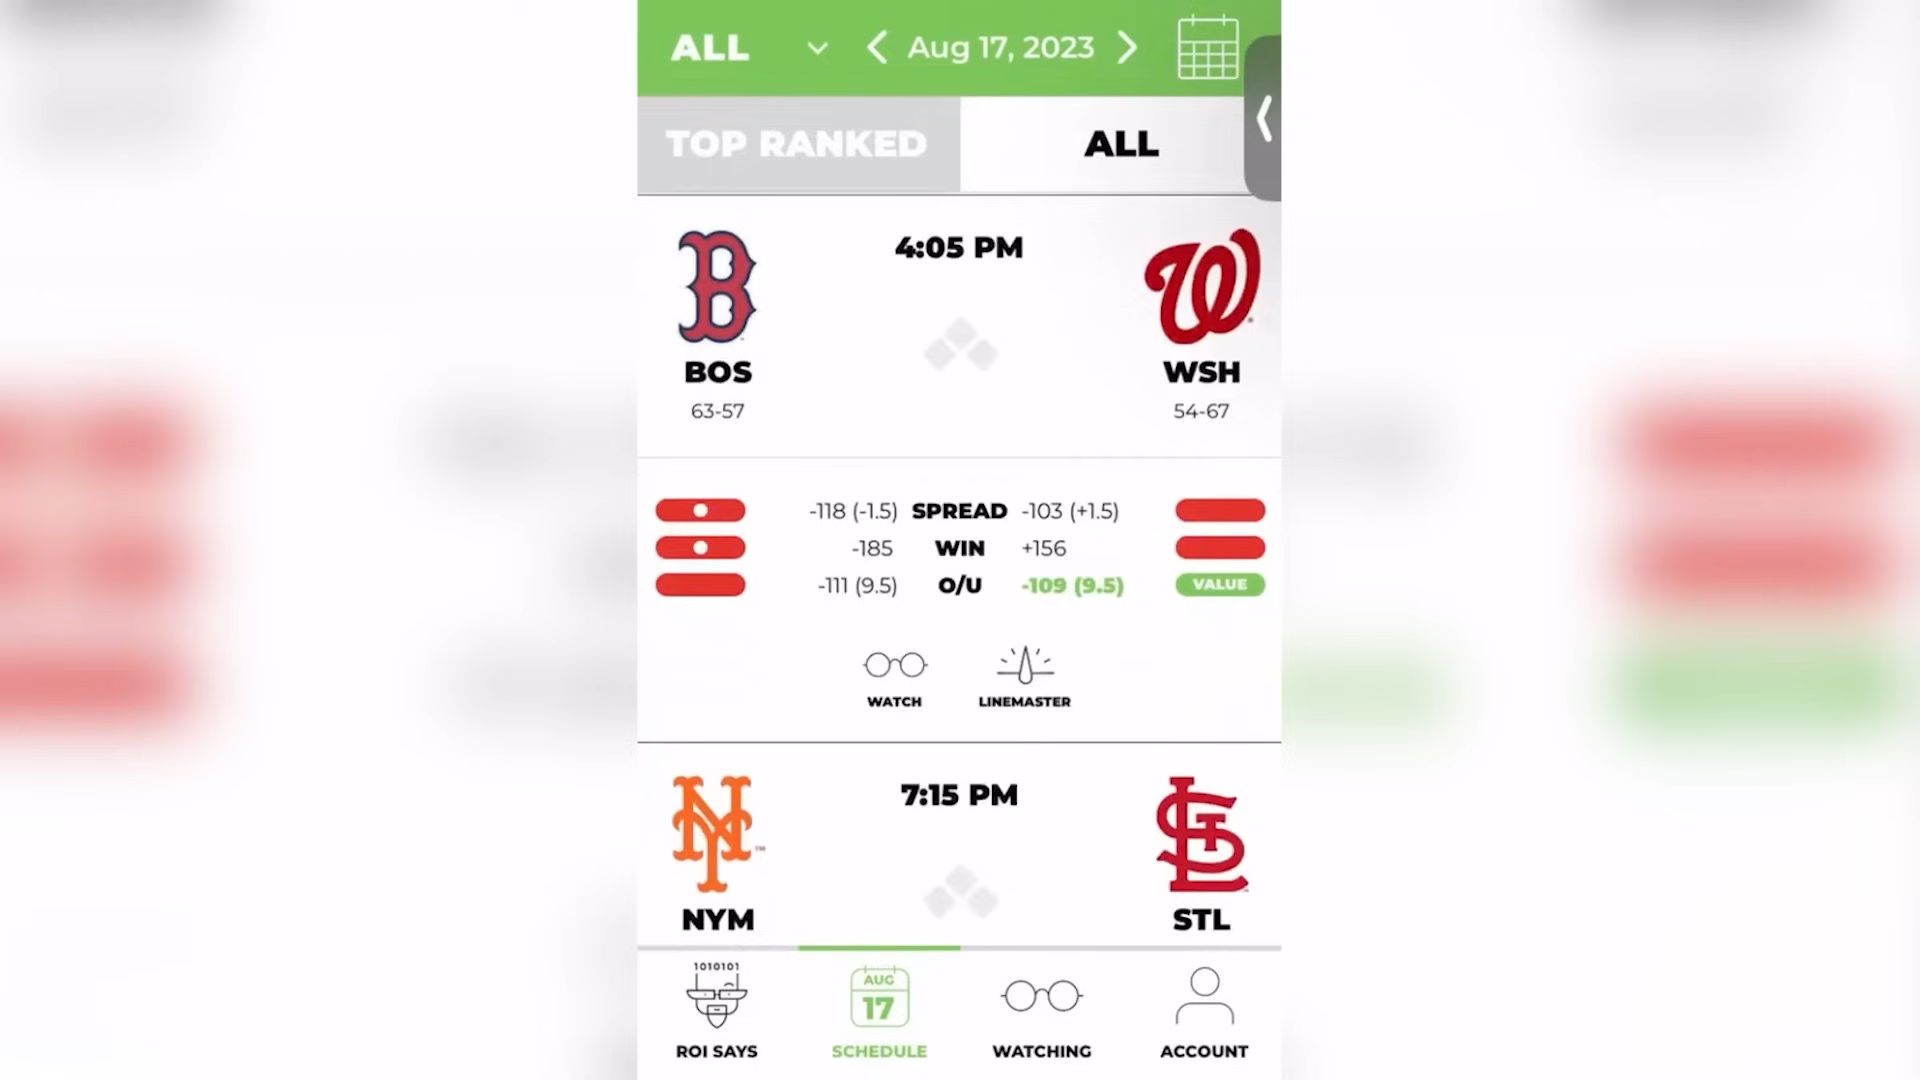 ALL Aug 17, 2023
TOP RANKED ALL
4:05 PM
BOS WSH
63-57 54-67
-118 (-1.5) SPREAD -103 (+1.5)
-185 WIN +156
-111 (9.5) O/U -109 (9.5) VALUE
WATCH LINEMASTER
7:15 PM
NYM STL
1010101
AUG
17
ROI SAYS SCHEDULE WATCHING ACCOUNT